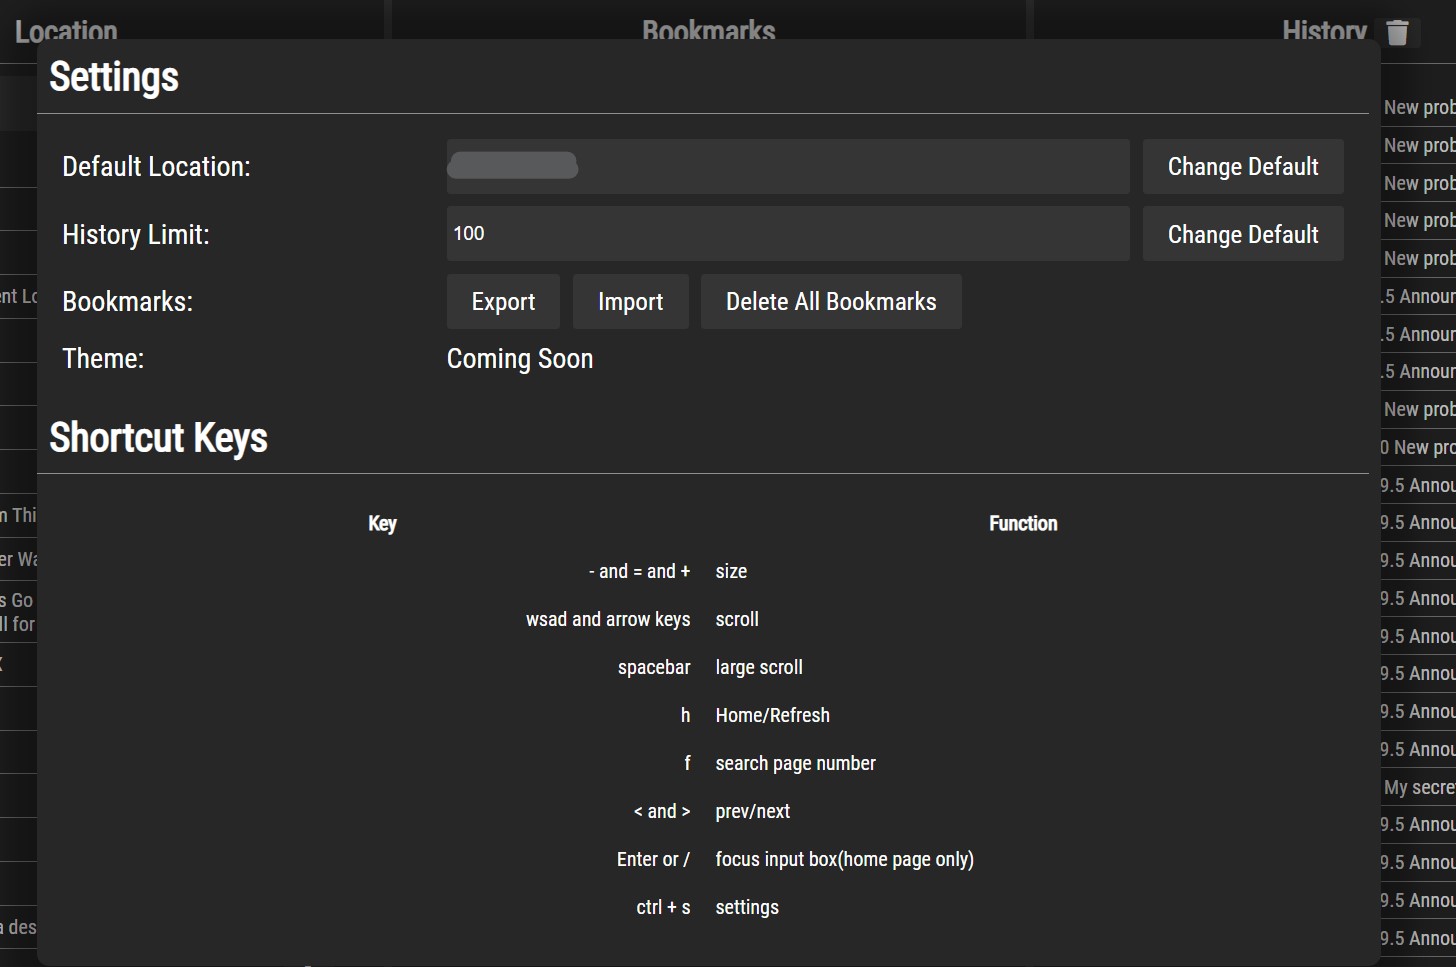 Location
Bookmarks
History
Settings
Default Location:
Change Default
History Limit:
100
Change Default
Bookmarks:
Export
Import
Delete All Bookmarks
Theme:
Coming Soon
Shortcut Keys
Key
Function
- and = and +
size
wsad and arrow keys
scroll
spacebar
large scroll
h
Home/Refresh
f
search page number
< and >
prev/next
Enter or /
focus input box(home page only)
ctrl + s
settings
ent Lo
n Thi
er Wa
s Go
ll for
a des
New prob
New prob
New prob
New prob
New prob
.5 Announ
.5 Announ
.5 Announ
New prob
0 New pro
9.5 Annou
9.5 Annou
9.5 Annou
9.5 Annou
9.5 Annou
9.5 Annou
9.5 Annou
9.5 Annou
My secre
9.5 Annou
9.5 Annou
9.5 Annou
9.5 Annou